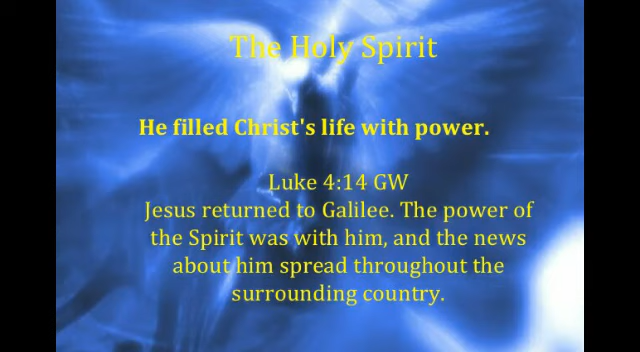 The Holy Spirit
He filled Christ's life with power.
Luke 4:14 GW
Jesus returned to Galilee. The power of
the Spirit was with him, and the news
about him spread throughout the
surrounding country.